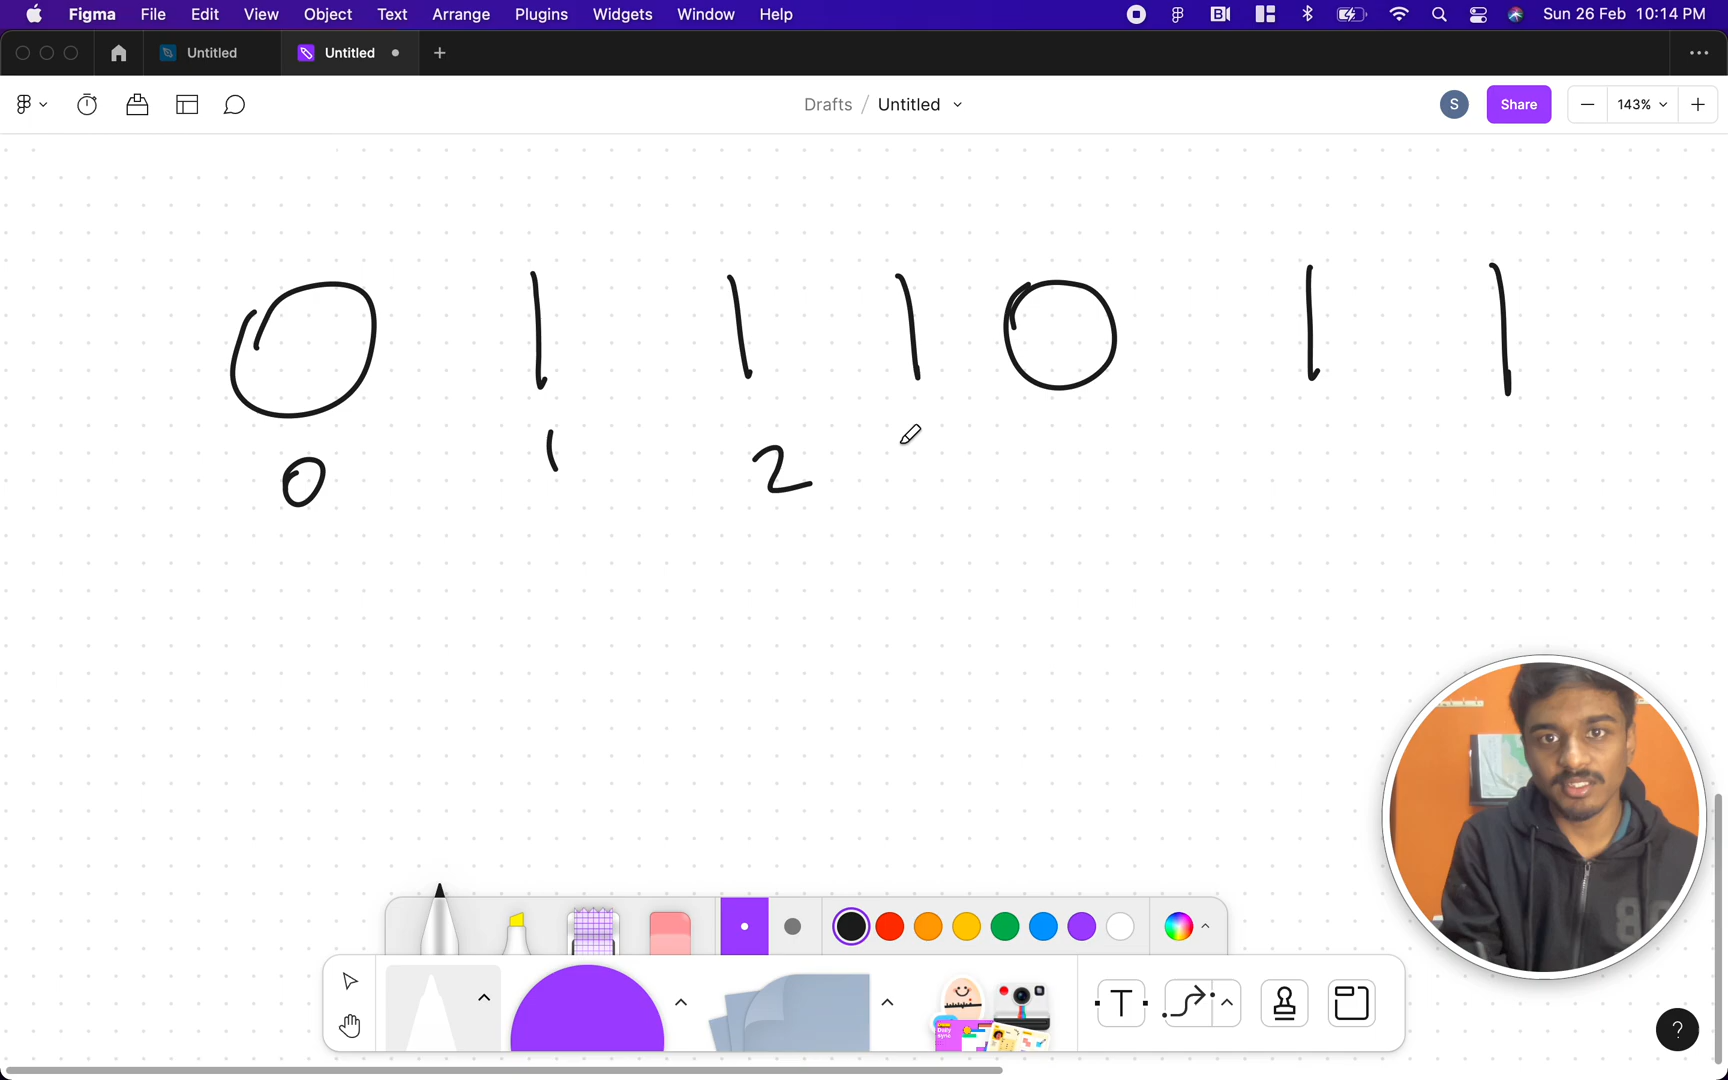 Figma File Edit View Object Text Arrange Plugins Widgets Window Help Sun 26 Feb 10:14 PM
Untitled Untitled +
Drafts / Untitled S Share 143%
0 1 1 1 0 1 1
0 1 2
T
?